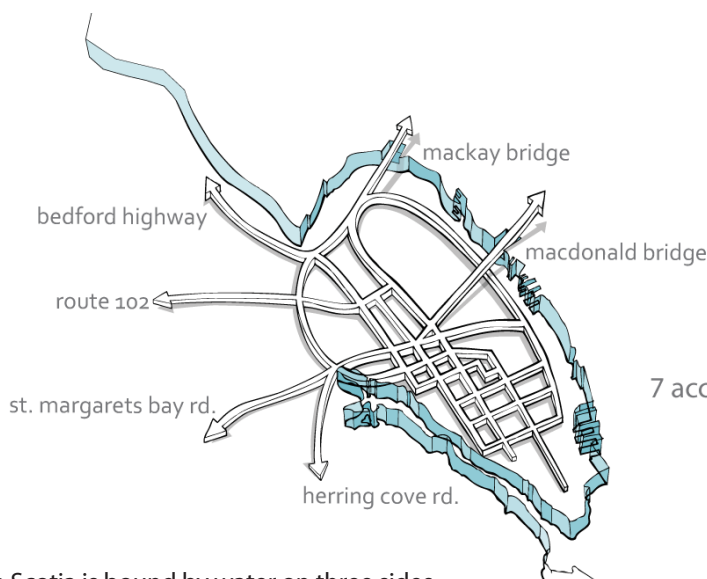 mackay bridge
bedford highway
macdonald bridge
route 102
7
st. margarets bay rd.
herring cove rd.
Scotia is bound by water on three sides